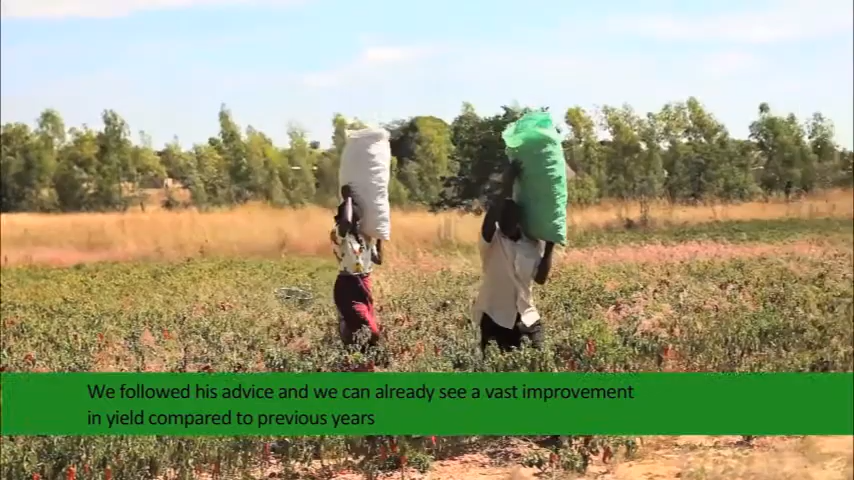 We followed his advice and we can already see a vast improvement
in yield compared to previous years